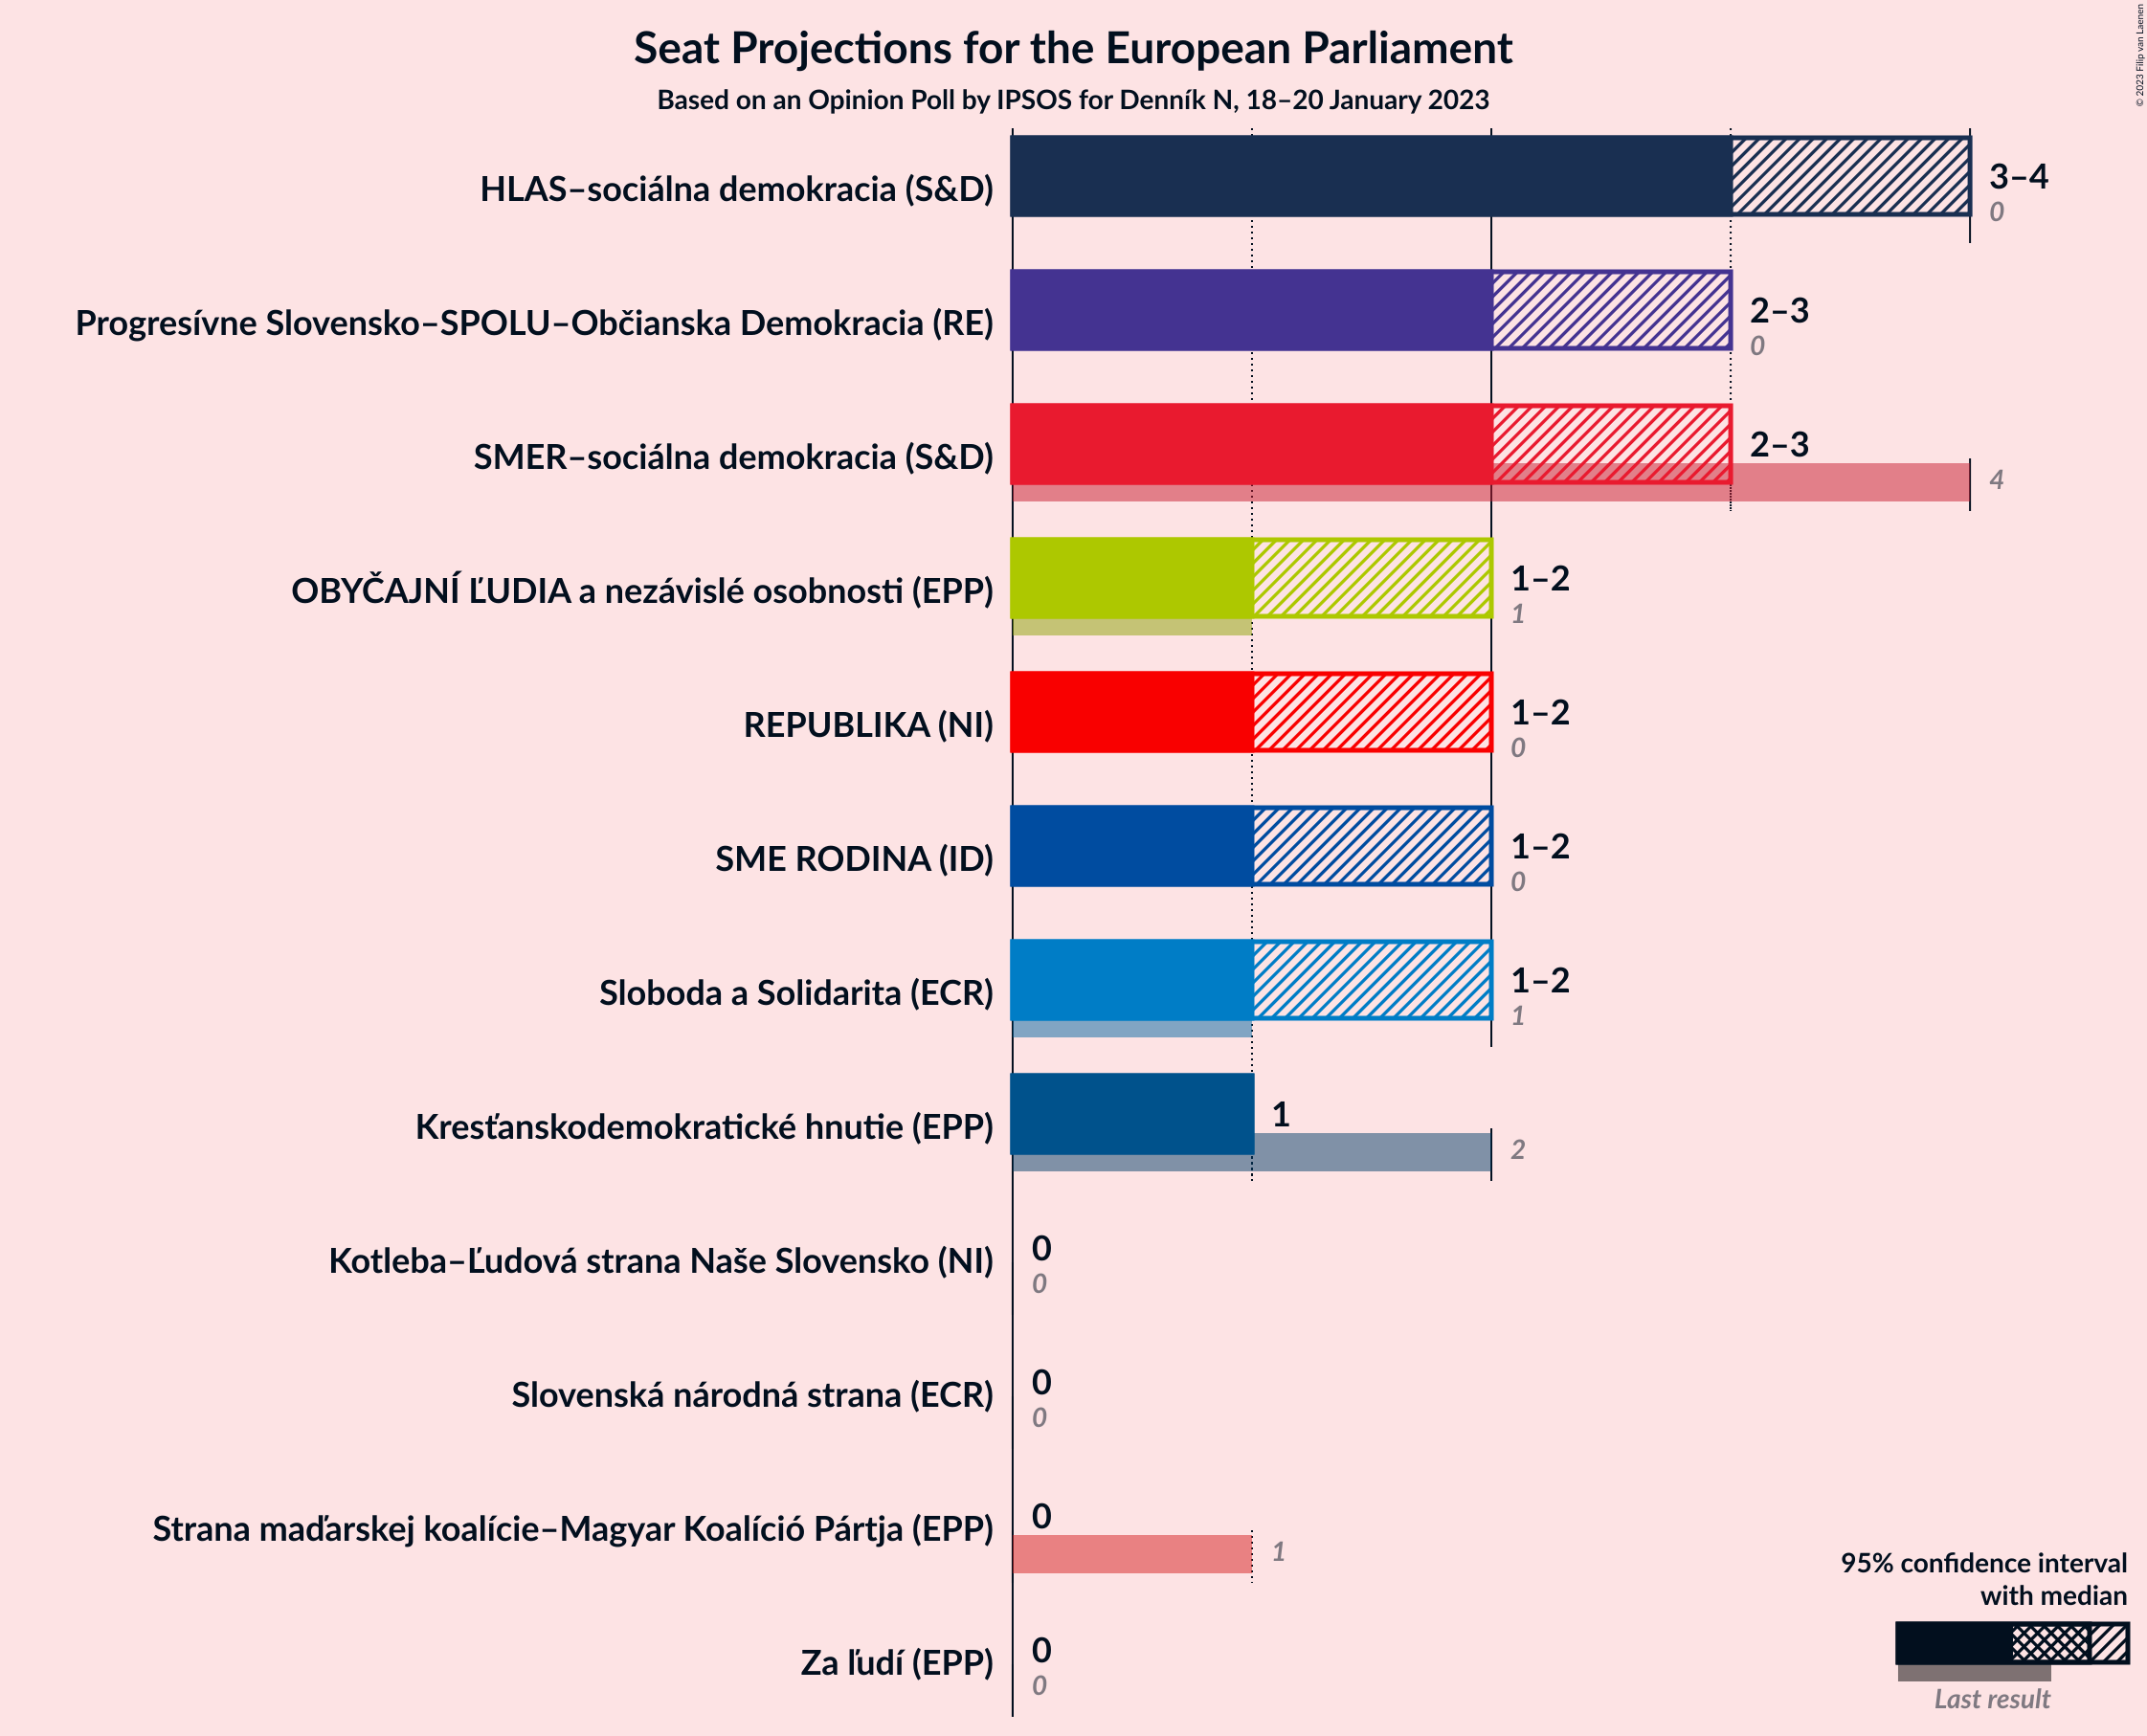 Seat Projections for the European Parliament
Based on an Opinion Poll by IPSOS for Denník N, 18–20 January 2023
© 2023 Filip van Laenen
HLAS–sociálna demokracia (S&D)
3–4
0
Progresívne Slovensko–SPOLU–Občianska Demokracia (RE)
2–3
0
SMER–sociálna demokracia (S&D)
2–3
4
OBYČAJNÍ ĽUDIA a nezávislé osobnosti (EPP)
1–2
1
REPUBLIKA (NI)
1–2
0
SME RODINA (ID)
1–2
0
Sloboda a Solidarita (ECR)
1–2
1
Kresťanskodemokratické hnutie (EPP)
1
2
Kotleba–Ľudová strana Naše Slovensko (NI)
0
0
Slovenská národná strana (ECR)
0
0
Strana maďarskej koalície–Magyar Koalíció Pártja (EPP)
0
1
Za ľudí (EPP)
0
0
95% confidence interval
with median
Last result